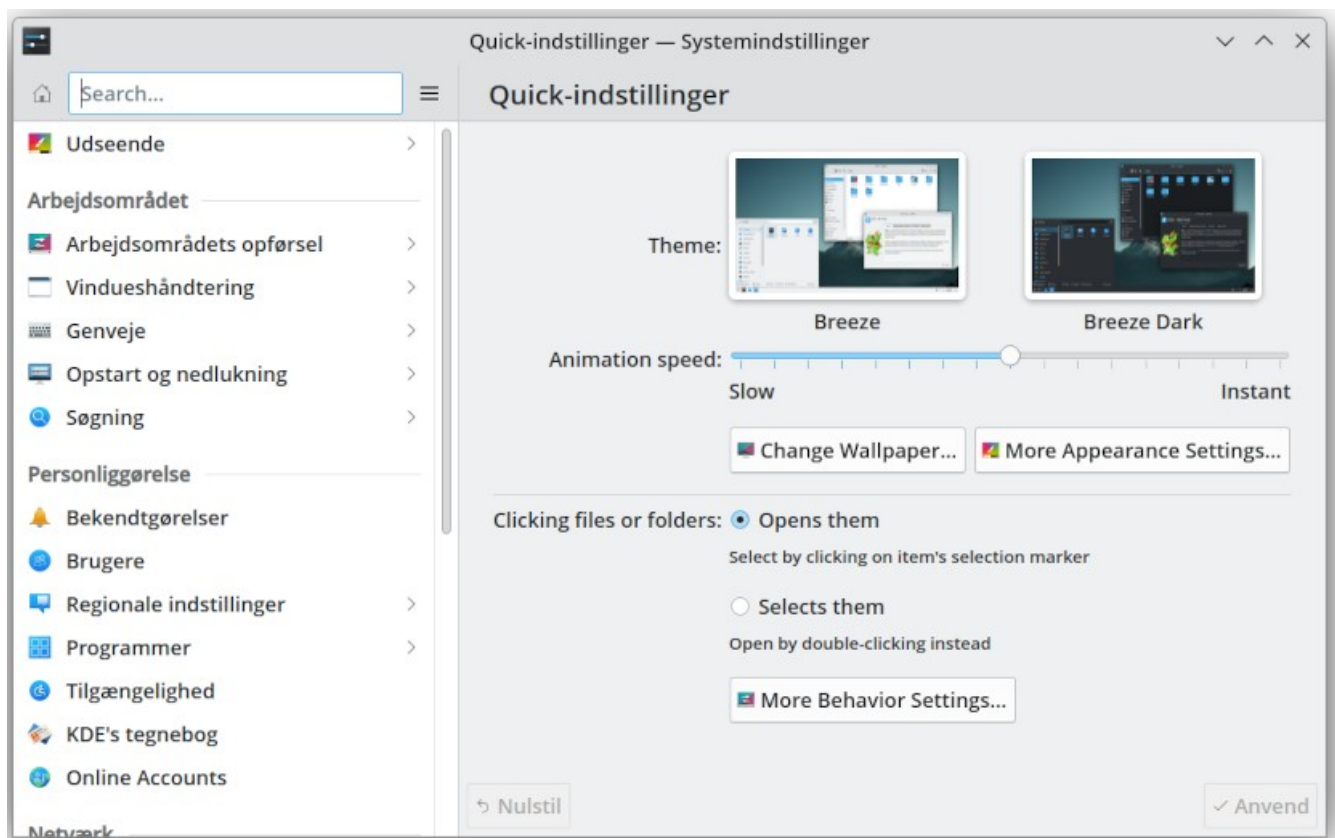 Quick-indstillinger — Systemindstillinger
Search...
Quick-indstillinger
Udseende
Arbejdsområdet
Arbejdsområdets opførsel
Vindueshåndtering
Genveje
Opstart og nedlukning
Søgning
Personliggørelse
Bekendtgørelser
Brugere
Regionale indstillinger
Programmer
Tilgængelighed
KDE's tegnebog
Online Accounts
Netværk
Theme:
Breeze
Breeze Dark
Animation speed:
Slow
Instant
Change Wallpaper...
More Appearance Settings...
Clicking files or folders:
Opens them
Select by clicking on item's selection marker
Selects them
Open by double-clicking instead
More Behavior Settings...
Nulstil
Anvend